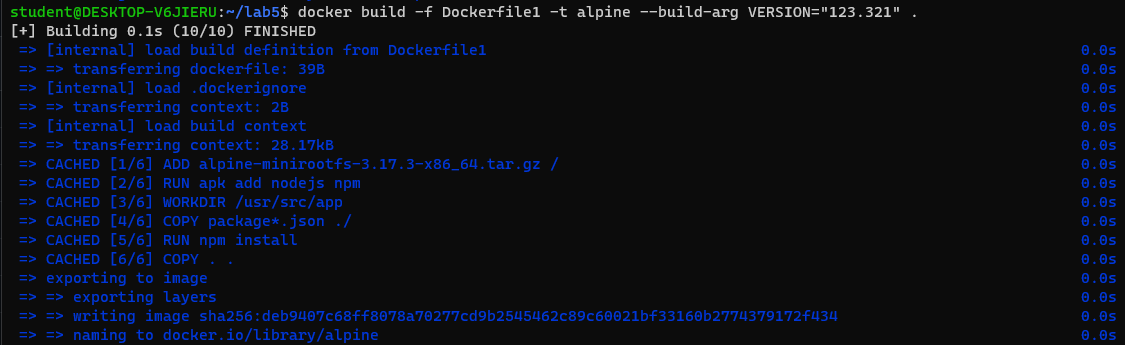 student@DESKTOP-V6JIERU:~/lab5$ docker build -f Dockerfile1 -t alpine --build-arg VERSION="123.321" .
[+] Building 0.1s (10/10) FINISHED
=> [internal] load build definition from Dockerfile1 0.0s
=> => transferring dockerfile: 39B 0.0s
=> [internal] load .dockerignore 0.0s
=> => transferring context: 2B 0.0s
=> [internal] load build context 0.0s
=> => transferring context: 28.17kB 0.0s
=> CACHED [1/6] ADD alpine-minirootfs-3.17.3-x86_64.tar.gz / 0.0s
=> CACHED [2/6] RUN apk add nodejs npm 0.0s
=> CACHED [3/6] WORKDIR /usr/src/app 0.0s
=> CACHED [4/6] COPY package*.json ./ 0.0s
=> CACHED [5/6] RUN npm install 0.0s
=> CACHED [6/6] COPY . . 0.0s
=> exporting to image 0.0s
=> => exporting layers 0.0s
=> => writing image sha256:deb9407c68ff8078a70277cd9b2545462c89c60021bf33160b2774379172f434 0.0s
=> => naming to docker.io/library/alpine 0.0s